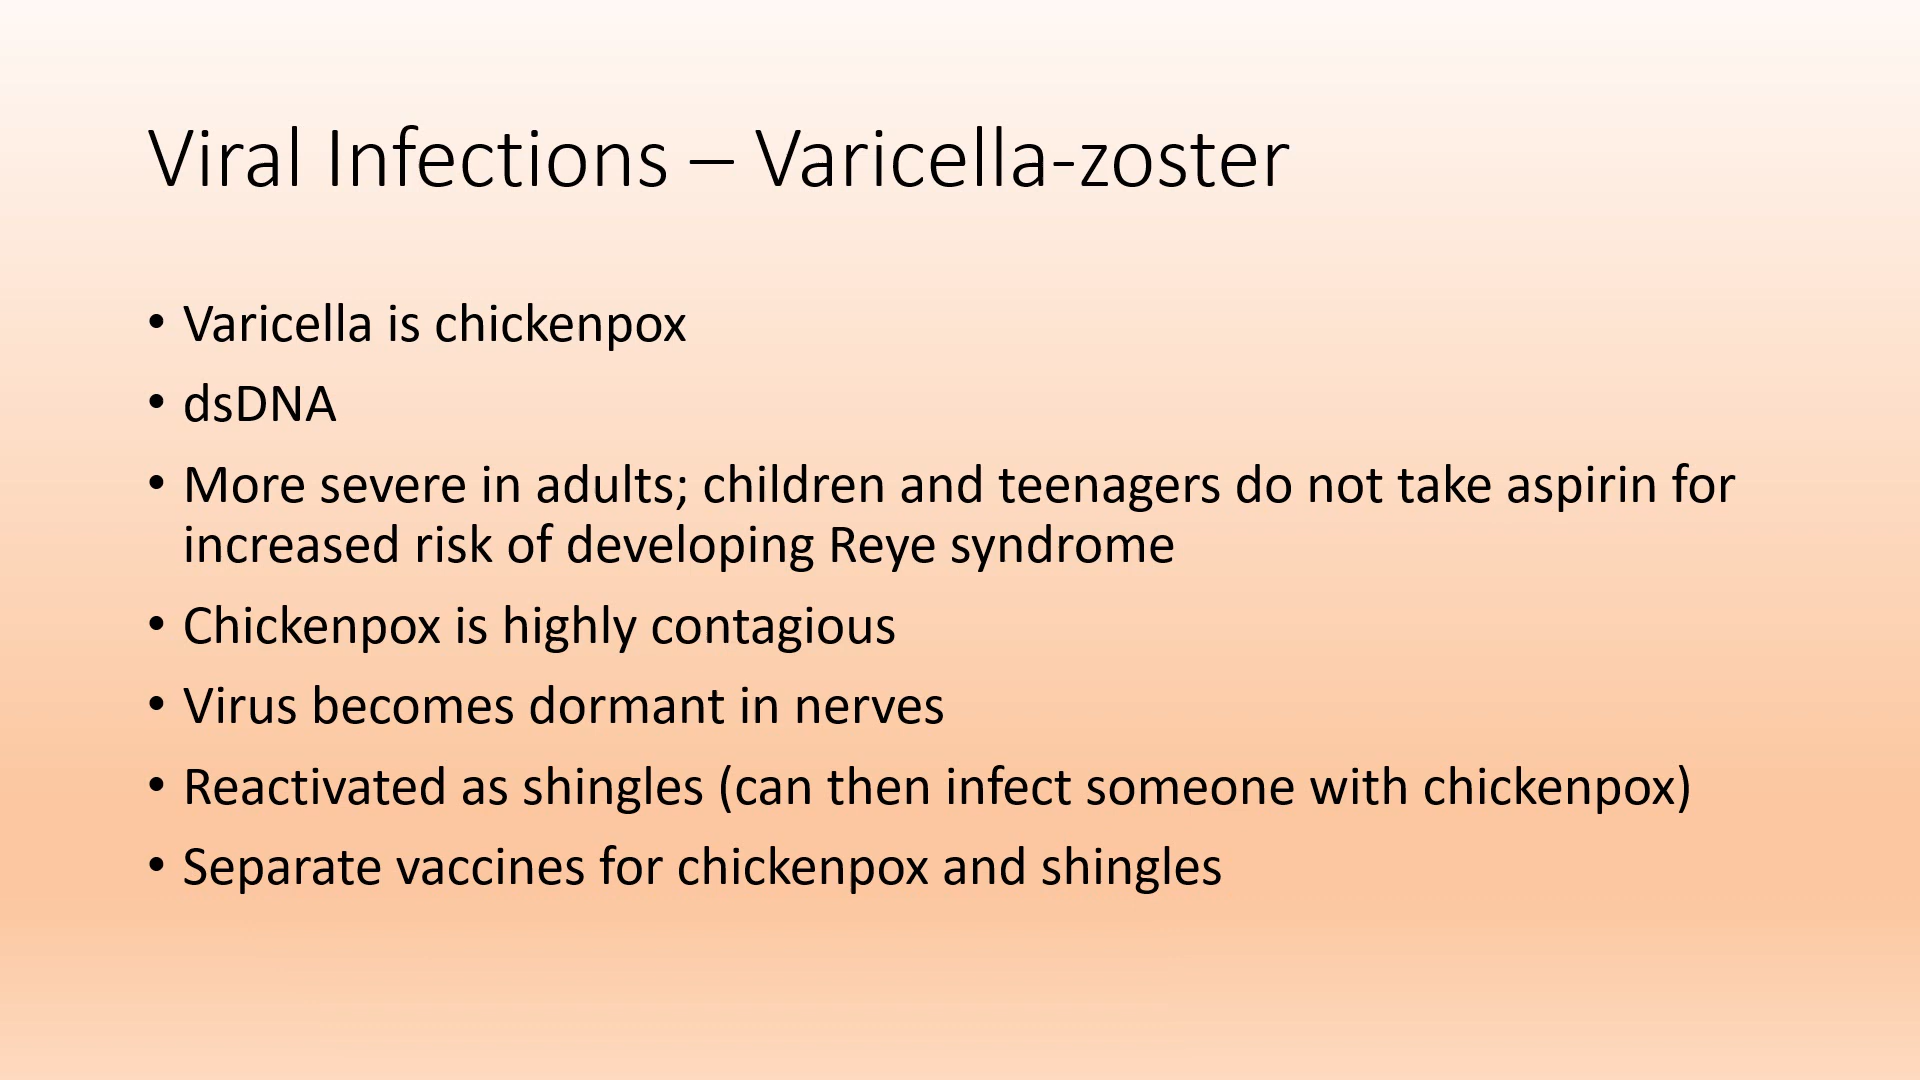 Viral Infections – Varicella-zoster
• Varicella is chickenpox
• dsDNA
• More severe in adults; children and teenagers do not take aspirin for
increased risk of developing Reye syndrome
• Chickenpox is highly contagious
• Virus becomes dormant in nerves
• Reactivated as shingles (can then infect someone with chickenpox)
• Separate vaccines for chickenpox and shingles